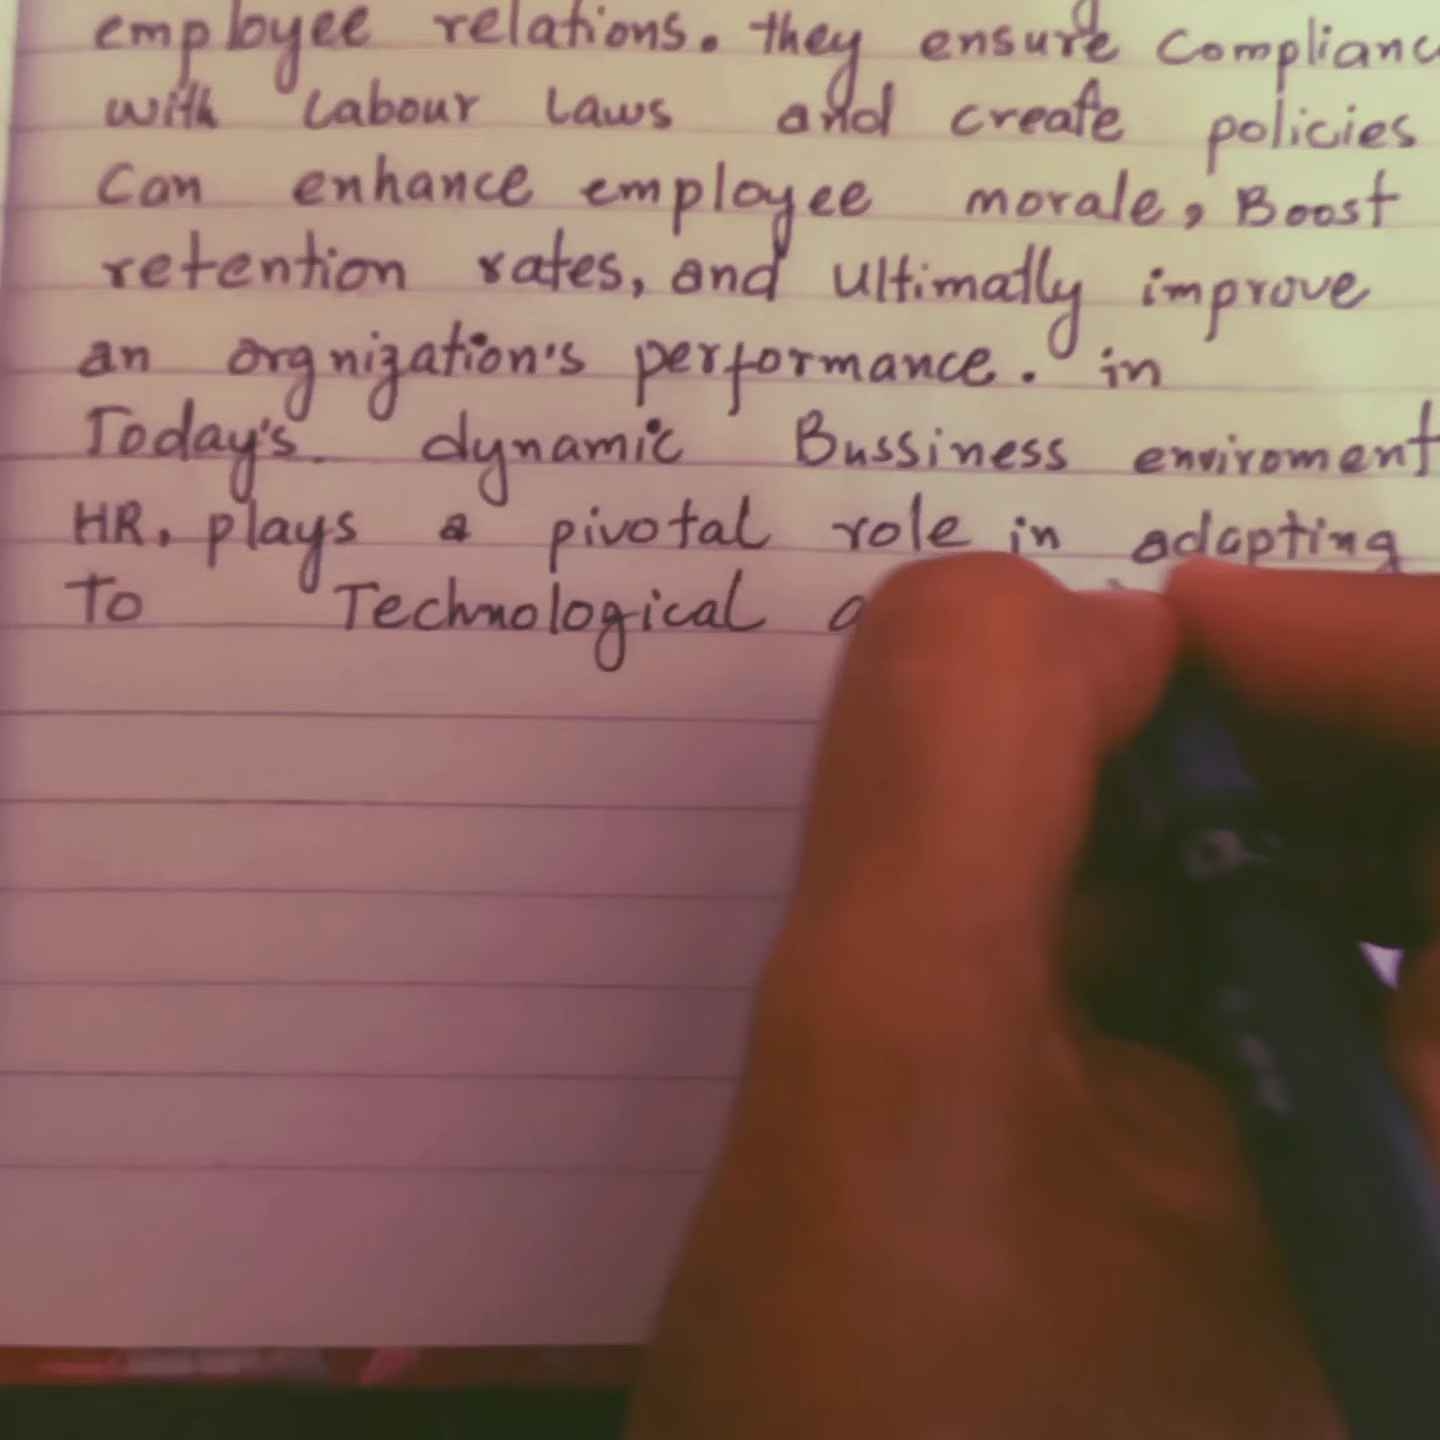 employee relations. they ensure Complianc
with Labour Laws and create policies
Can enhance employee morale, Boost
retention rates, and ultimatly improve
an orgnization's performance. in
Today's dynamic Bussiness enviroment
HR, plays a pivotal role in adapting
To Technological